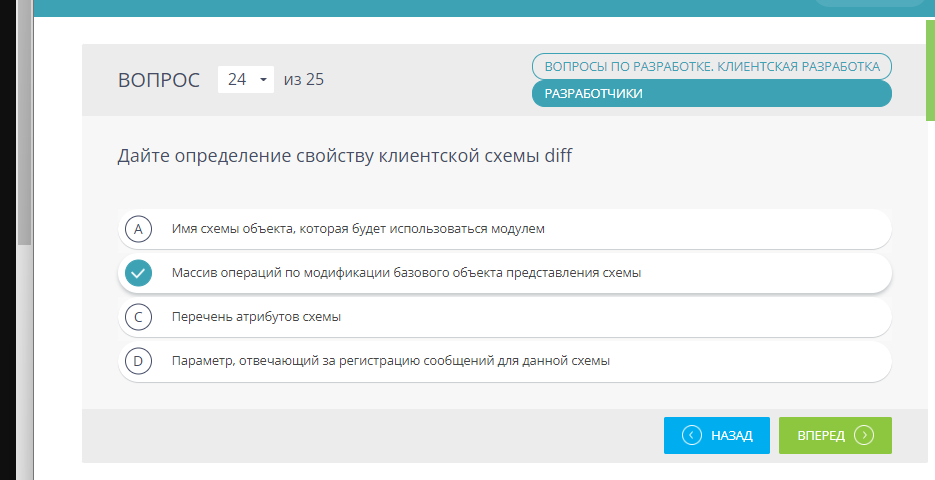 ВОПРОС 24 из 25
ВОПРОСЫ ПО РАЗРАБОТКЕ. КЛИЕНТСКАЯ РАЗРАБОТКА
РАЗРАБОТЧИКИ
Дайте определение свойству клиентской схемы diff
A Имя схемы объекта, которая будет использоваться модулем
Массив операций по модификации базового объекта представления схемы
C Перечень атрибутов схемы
D Параметр, отвечающий за регистрацию сообщений для данной схемы
НАЗАД ВПЕРЕД